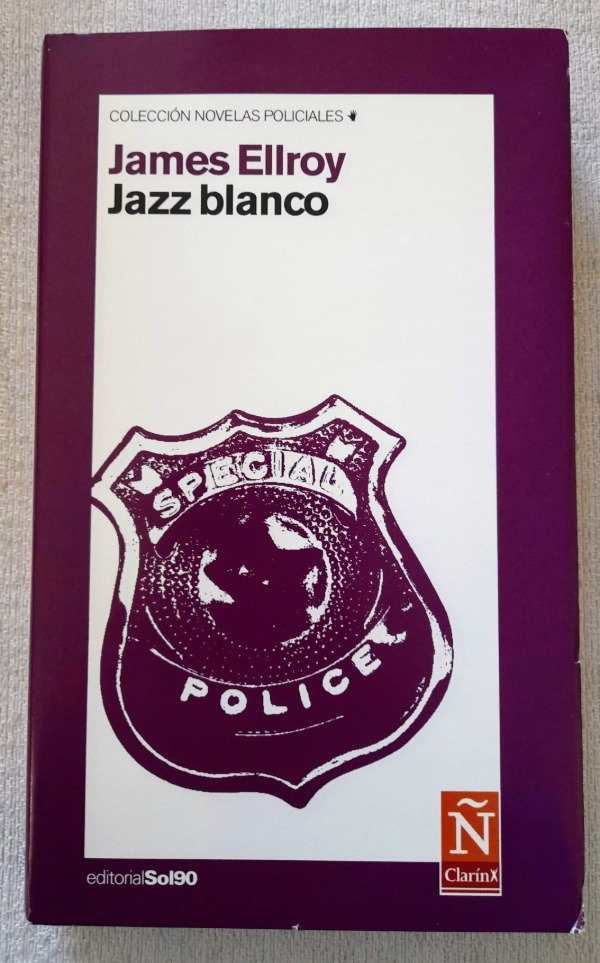 COLECCIÓN NOVELAS POLICIALES
James Ellroy
Jazz blanco
SPECIAL
POLICE
editorialSol90
Ñ
Clarín